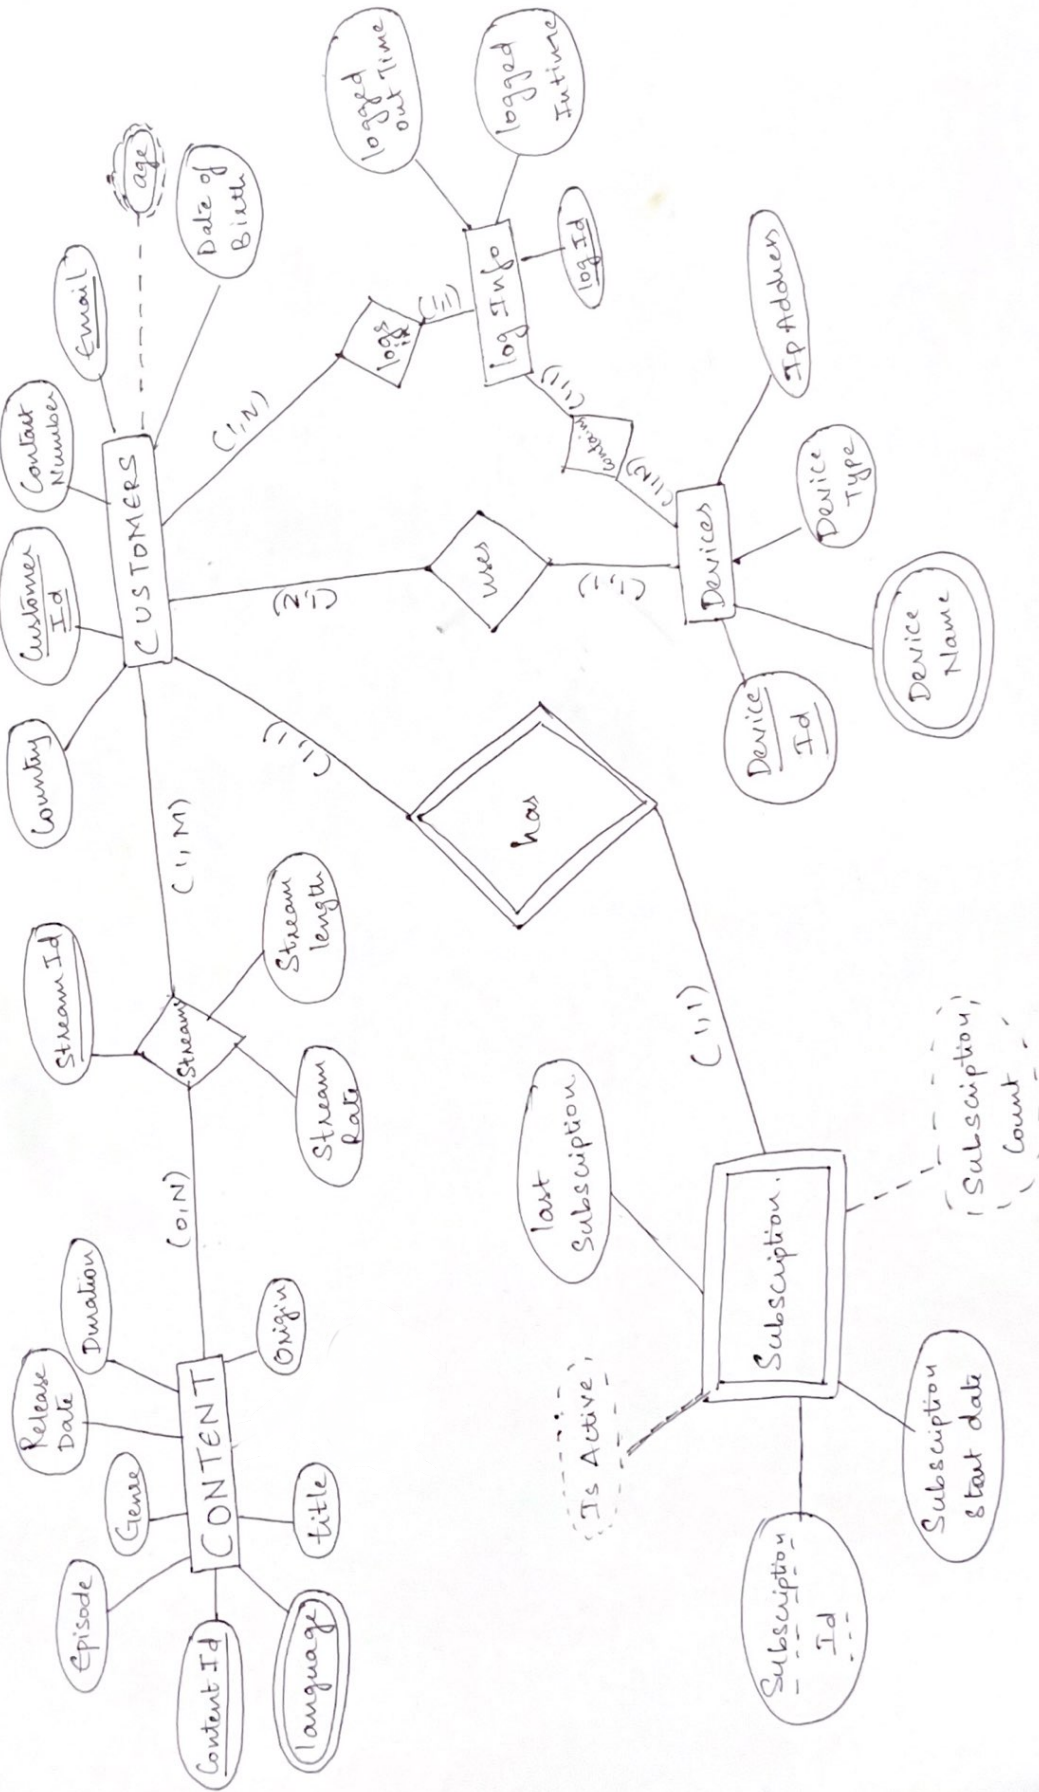 Episode
Genre
Release
Date
Duration
Content Id
CONTENT
language
title
Origin
(0,N)
Stream Id
Streams
Stream
Rate
Stream
length
(1,M)
Country
Customer
Id
Contact
Number
Email
age
Date of
Birth
CUSTOMERS
(1,1)
has
(1,1)
(1,N)
uses
(1,1)
(1,N)
logs
in
(1,1)
logged
out Time
logged
Intime
log Info
log Id
(1,1)
Contains
(1,N)
Devices
Device
Id
Device
Name
Device
Type
Ip Address
last
Subscription
Is Active
Subscription.
Subscription
Id
Subscription
start date
Subscription
Count